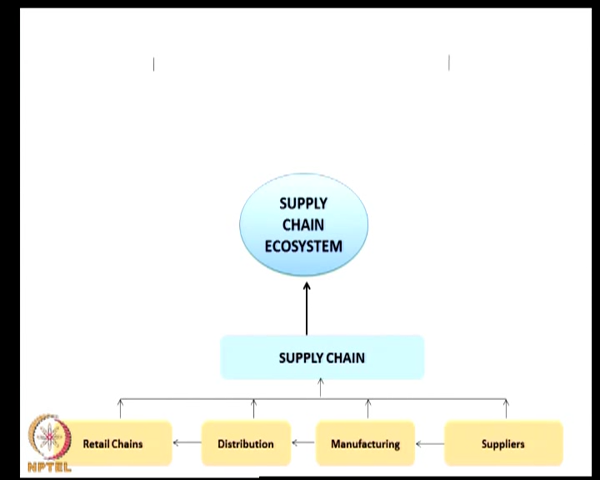 SUPPLY
CHAIN
ECOSYSTEM
SUPPLY CHAIN
Retail Chains
Distribution
Manufacturing
Suppliers
NPTEL